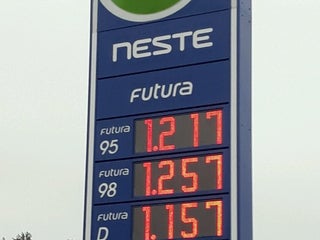 NESTE
Futura
Futura 95 1.217
Futura 98 1.257
Futura D 1.157